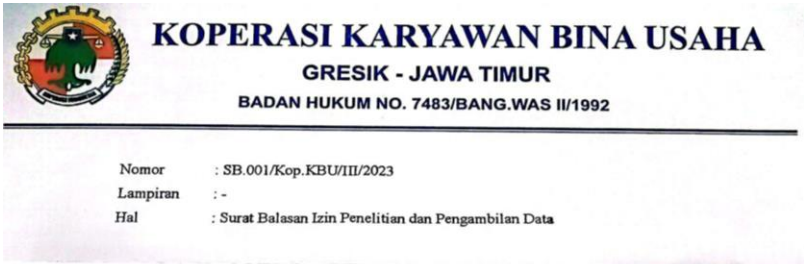 KOPERASI KARYAWAN BINA USAHA
GRESIK - JAWA TIMUR
BADAN HUKUM NO. 7483/BANG.WAS II/1992
Nomor : SB.001/Kop.KBU/III/2023
Lampiran : -
Hal : Surat Balasan Izin Penelitian dan Pengambilan Data